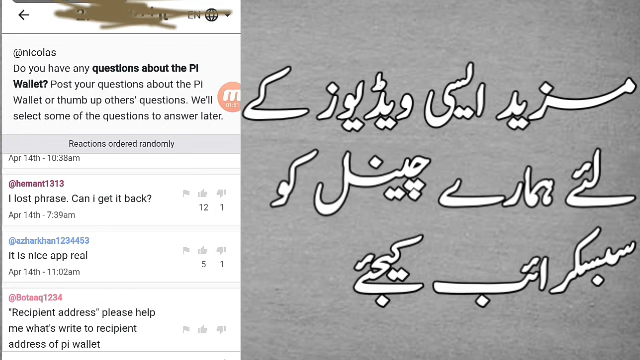 EN
@nicolas
Do you have any questions about the Pi
Wallet? Post your questions about the Pi
Wallet or thumb up others' questions. We'll
select some of the questions to answer later.
Reactions ordered randomly
Apr 14th - 10:38am
@hemant1313
I lost phrase. Can i get it back?
12 1
Apr 14th - 7:39am
@azharkhan1234453
It is nice app real
5 1
Apr 14th - 11:02am
@Botaaq1234
"Recipient address" please help
me what's write to recipient
address of pi wallet
مزید ایسی ویڈیوز کے
لئے ہمارے چینل کو
سبسکرائب کیجئے